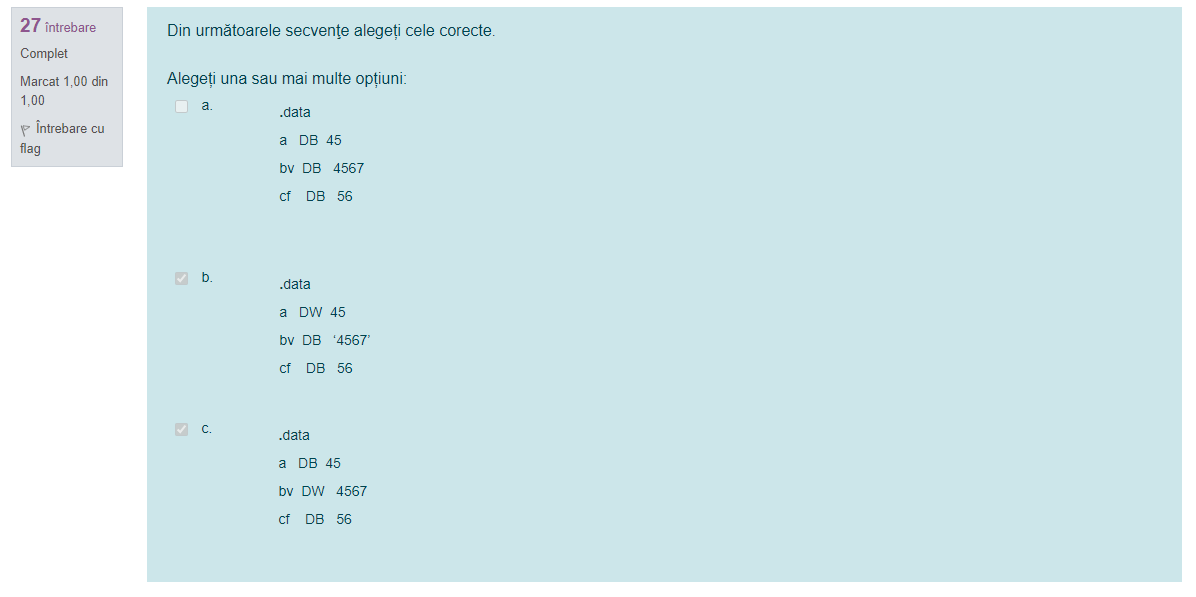 27 întrebare
Complet
Marcat 1,00 din
1,00
Întrebare cu
flag
Din următoarele secvenţe alegeți cele corecte.
Alegeți una sau mai multe opțiuni:
a.
.data
a DB 45
bv DB 4567
cf DB 56
b.
.data
a DW 45
bv DB ‘4567’
cf DB 56
c.
.data
a DB 45
bv DW 4567
cf DB 56